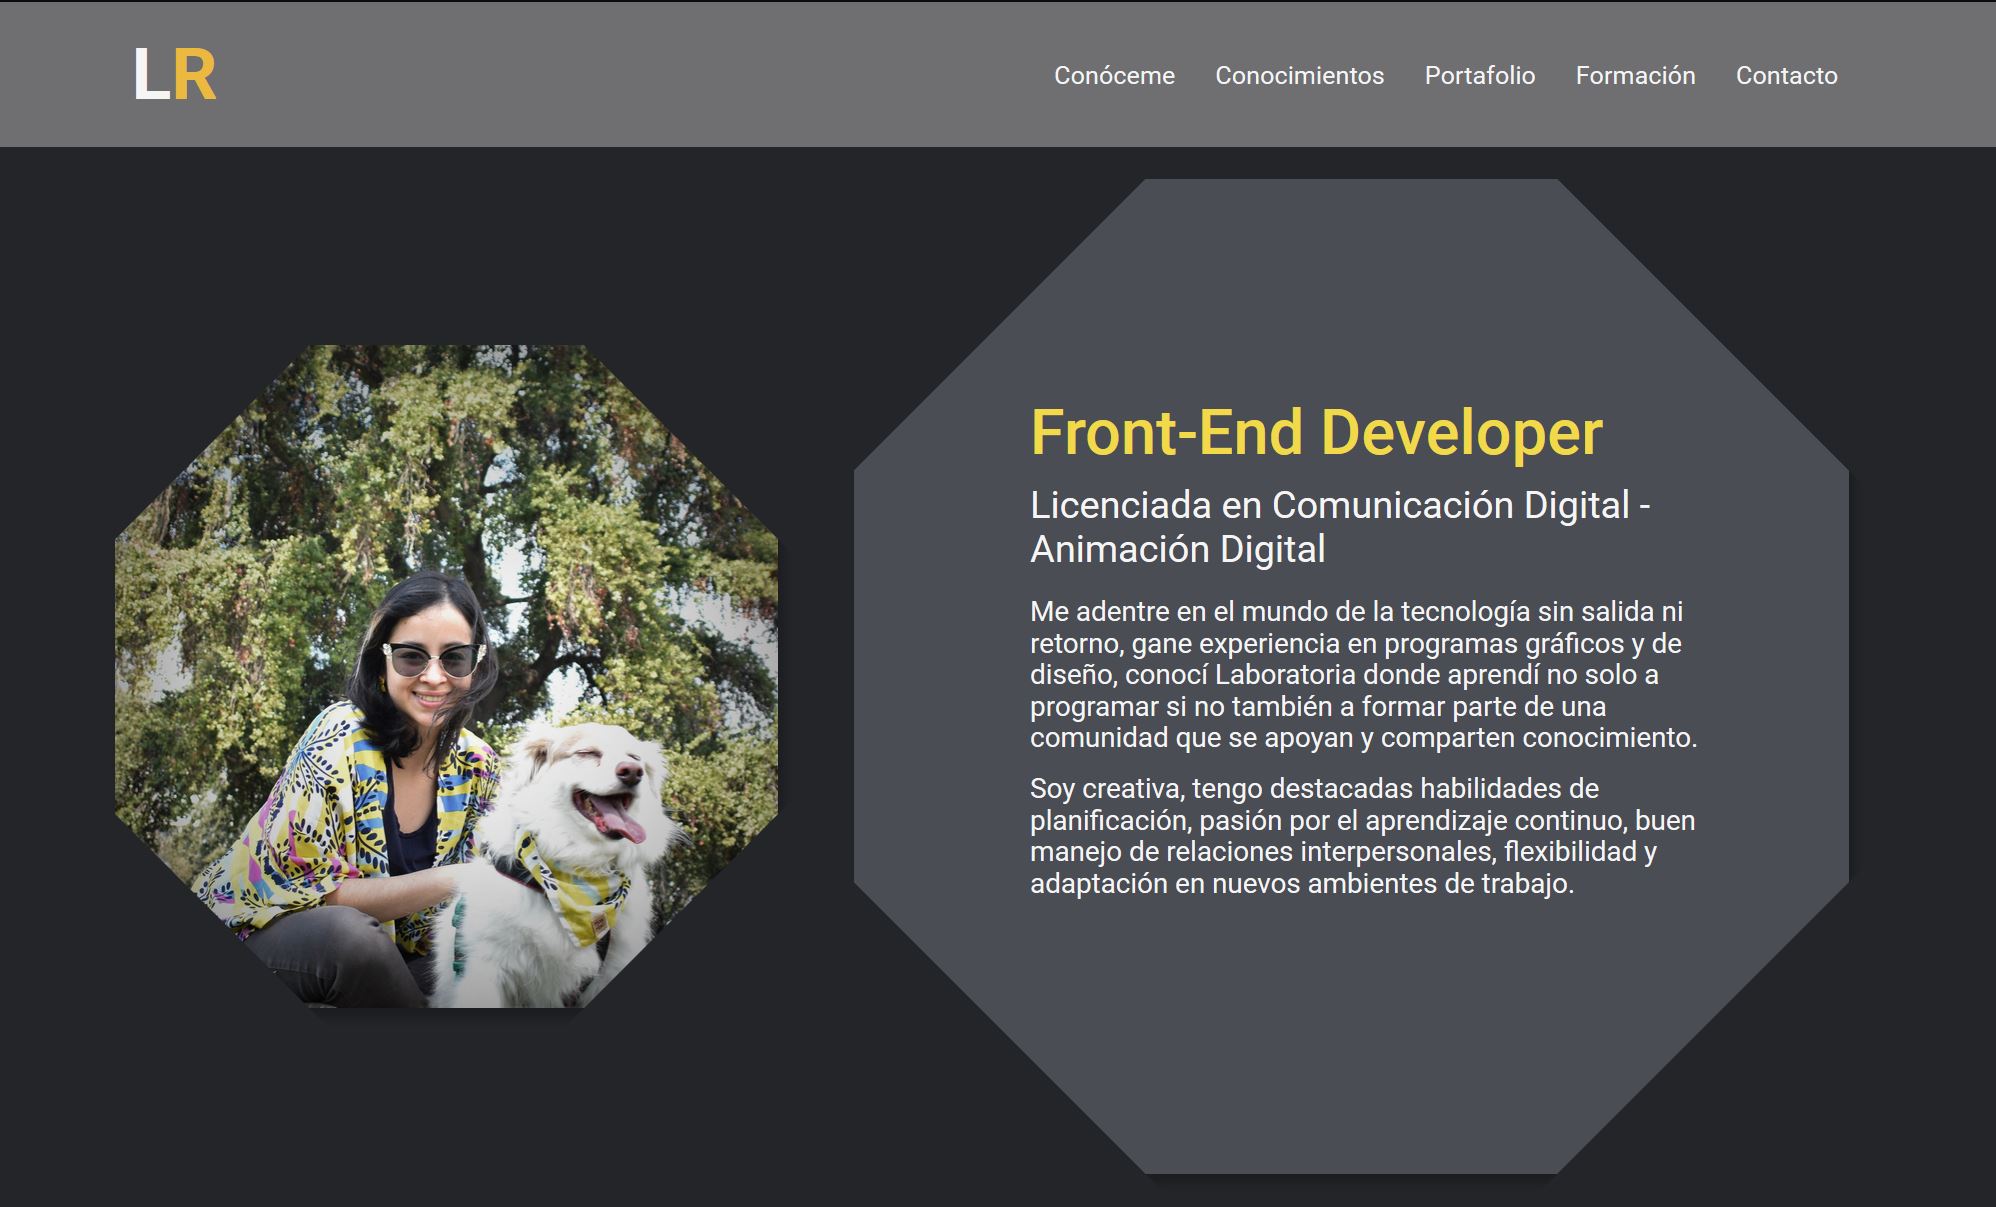 LR
Conóceme Conocimientos Portafolio Formación Contacto
Front-End Developer
Licenciada en Comunicación Digital -
Animación Digital
Me adentre en el mundo de la tecnología sin salida ni
retorno, gane experiencia en programas gráficos y de
diseño, conocí Laboratoria donde aprendí no solo a
programar si no también a formar parte de una
comunidad que se apoyan y comparten conocimiento.
Soy creativa, tengo destacadas habilidades de
planificación, pasión por el aprendizaje continuo, buen
manejo de relaciones interpersonales, flexibilidad y
adaptación en nuevos ambientes de trabajo.